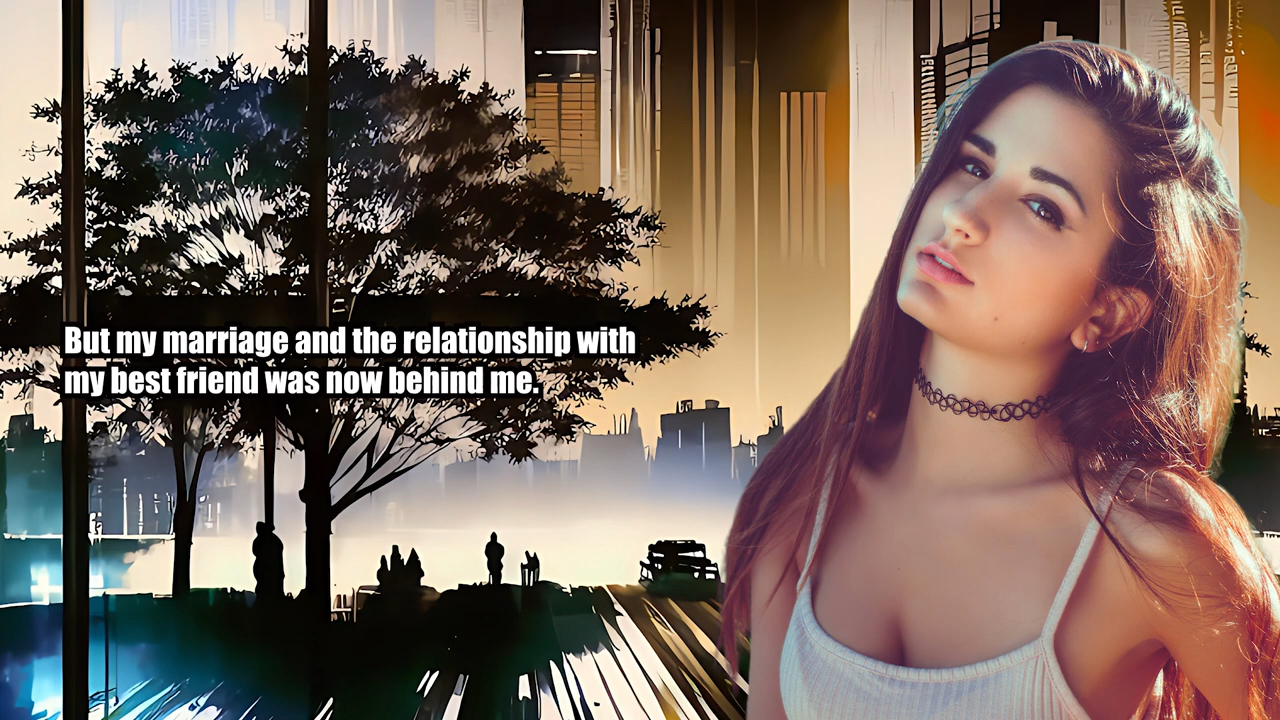 But my marriage and the relationship with
my best friend was now behind me.